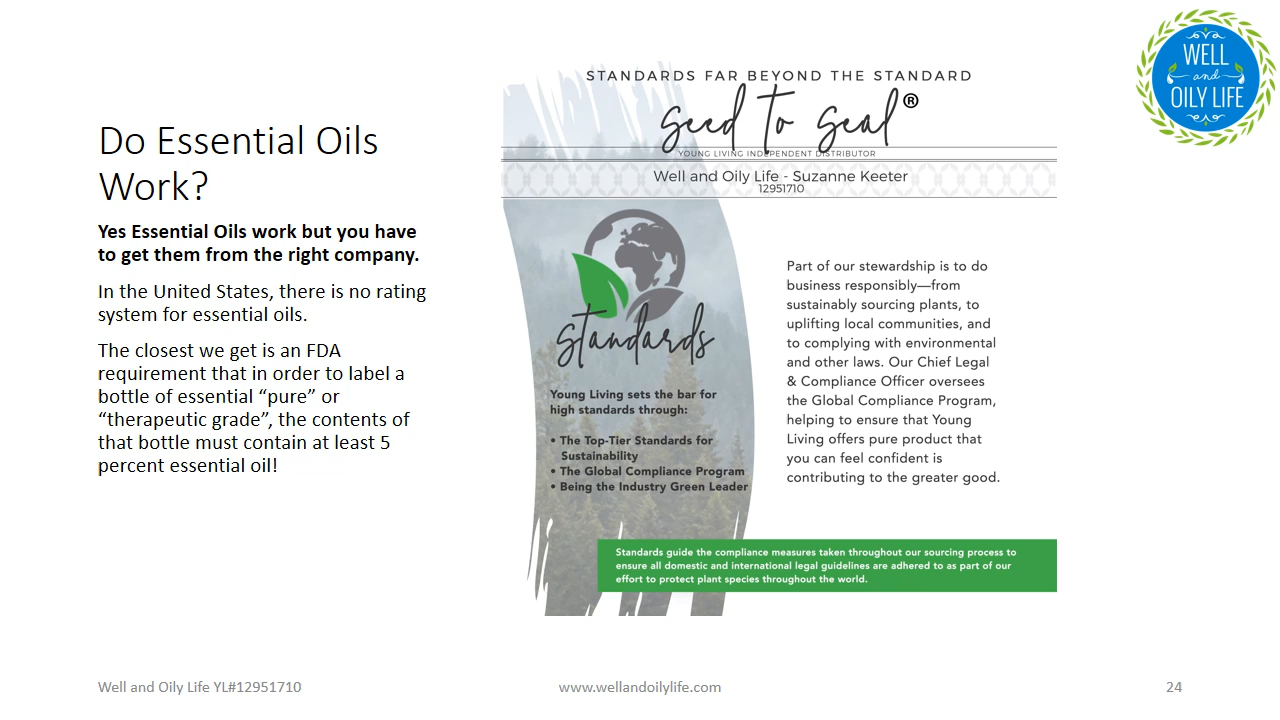 WELL
and
OILY LIFE
Do Essential Oils
Work?
Yes Essential Oils work but you have
to get them from the right company.
In the United States, there is no rating
system for essential oils.
The closest we get is an FDA
requirement that in order to label a
bottle of essential “pure” or
“therapeutic grade”, the contents of
that bottle must contain at least 5
percent essential oil!
STANDARDS FAR BEYOND THE STANDARD
seed to seal®
YOUNG LIVING INDEPENDENT DISTRIBUTOR
Well and Oily Life - Suzanne Keeter
12951710
standards
Young Living sets the bar for
high standards through:
• The Top-Tier Standards for
Sustainability
• The Global Compliance Program
• Being the Industry Green Leader
Part of our stewardship is to do
business responsibly—from
sustainably sourcing plants, to
uplifting local communities, and
to complying with environmental
and other laws. Our Chief Legal
& Compliance Officer oversees
the Global Compliance Program,
helping to ensure that Young
Living offers pure product that
you can feel confident is
contributing to the greater good.
Standards guide the compliance measures taken throughout our sourcing process to
ensure all domestic and international legal guidelines are adhered to as part of our
effort to protect plant species throughout the world.
Well and Oily Life YL#12951710
www.wellandoilylife.com
24